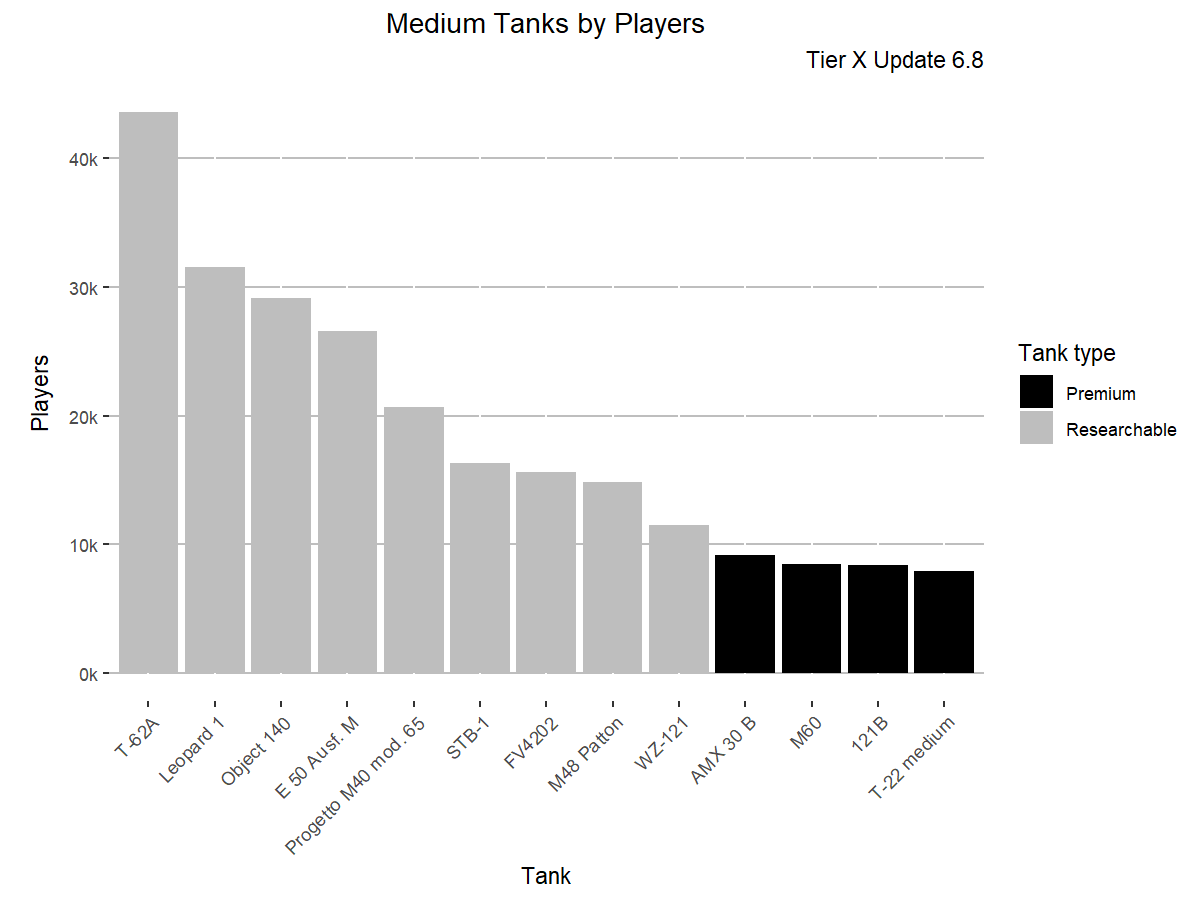 Medium Tanks by Players
Tier X Update 6.8
Players
40k
30k
20k
10k
0k
T-62A
Leopard 1
Object 140
E 50 Ausf. M
Progetto M40 mod. 65
STB-1
FV4202
M48 Patton
WZ-121
AMX 30 B
M60
121B
T-22 medium
Tank
Tank type
Premium
Researchable